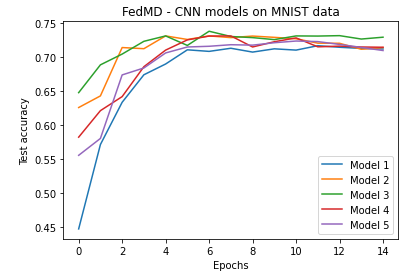 FedMD - CNN models on MNIST data
Test accuracy
0.75
0.70
0.65
0.60
0.55
0.50
0.45
Model 1
Model 2
Model 3
Model 4
Model 5
0 2 4 6 8 10 12 14
Epochs